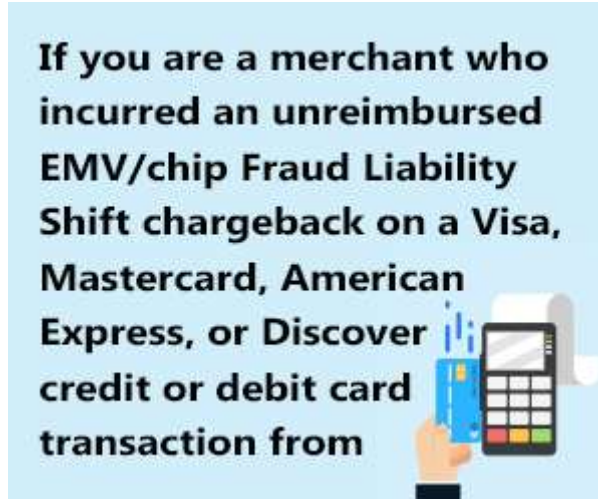 If you are a merchant who
incurred an unreimbursed
EMV/chip Fraud Liability
Shift chargeback on a Visa,
Mastercard, American
Express, or Discover
credit or debit card
transaction from